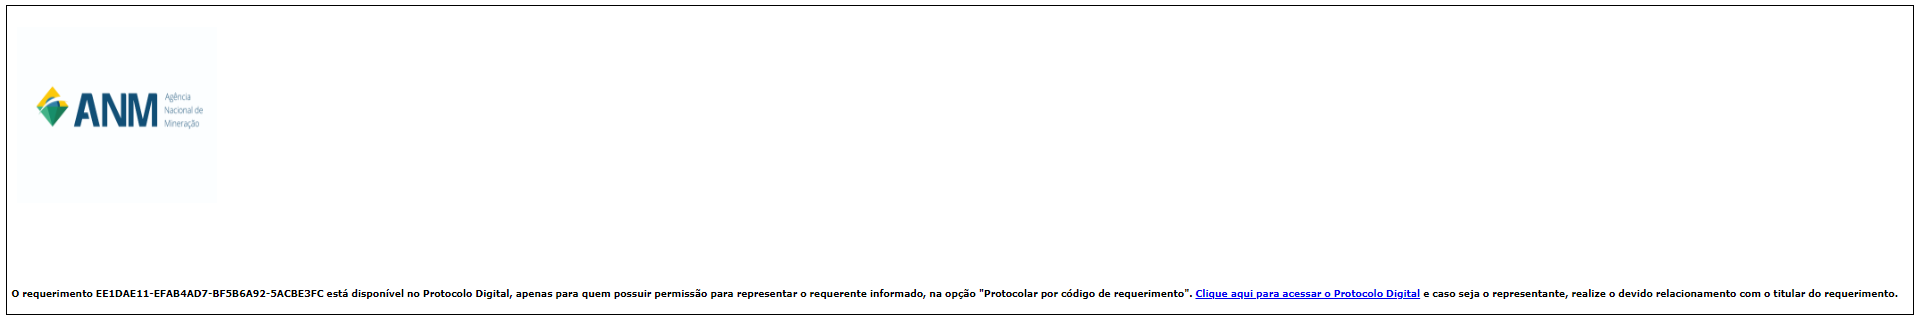 ANM
Agência
Nacional de
Mineração
O requerimento EE1DAE11-EFAB4AD7-BF5B6A92-5ACBE3FC está disponível no Protocolo Digital, apenas para quem possuir permissão para representar o requerente informado, na opção "Protocolar por código de requerimento". Clique aqui para acessar o Protocolo Digital e caso seja o representante, realize o devido relacionamento com o titular do requerimento.